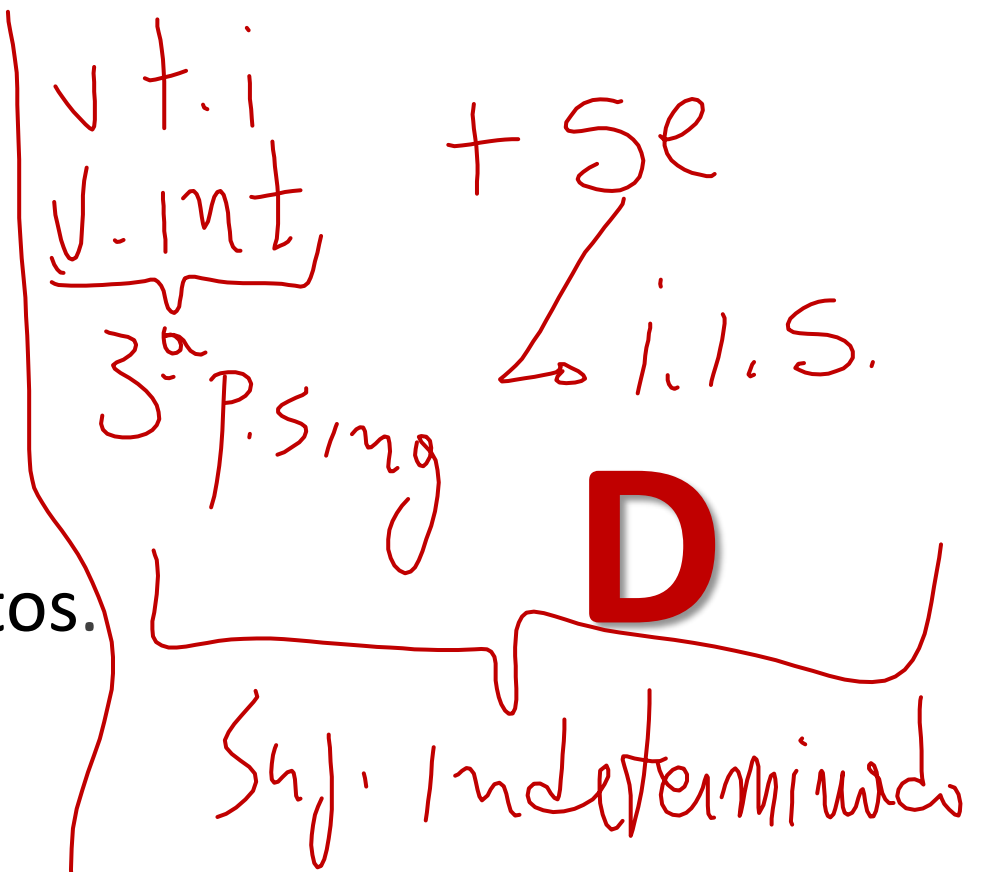 v t.i
v. int
+ se
i.i.s.
3ª p. sing
D
tos.
Suj. Indeterminado